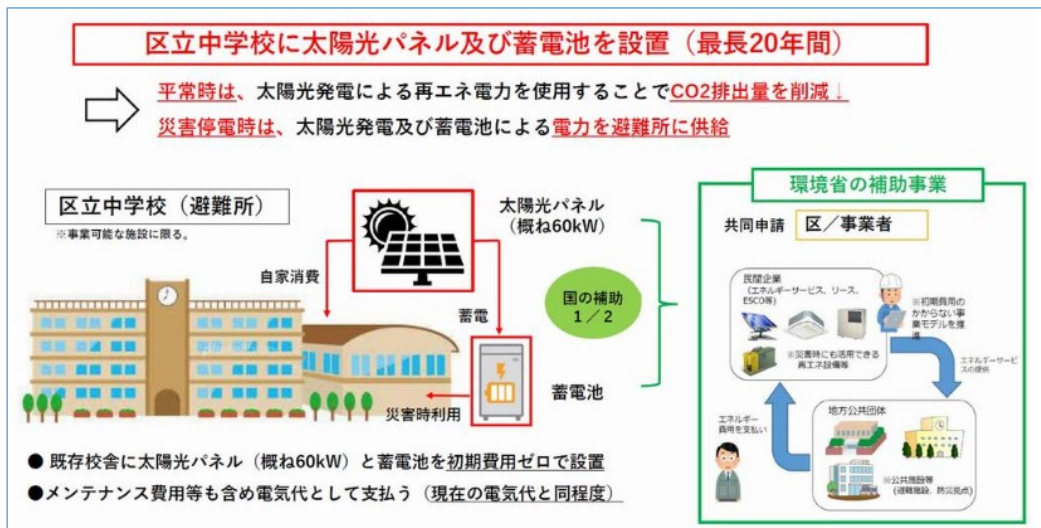 区立中学校に太陽光パネル及び蓄電池を設置（最長20年間）
平常時は、太陽光発電による再エネ電力を使用することでCO2排出量を削減↓
災害停電時は、太陽光発電及び蓄電池による電力を避難所に供給
区立中学校（避難所）
※事業可能な施設に限る。
自家消費
太陽光パネル
（概ね60kW）
蓄電
蓄電池
災害時利用
国の補助
1／2
環境省の補助事業
共同申請 区／事業者
民間企業
（エネルギーサービス、リース、
ESCO等）
※災害時にも活用できる
再エネ設備等
※初期費用の
かからない事
業モデルを推
進
エネルギーサービ
スの提供
エネルギー
費用を支払い
地方公共団体
※公共施設等
（避難施設、防災拠点）
● 既存校舎に太陽光パネル（概ね60kW）と蓄電池を初期費用ゼロで設置
●メンテナンス費用等も含め電気代として支払う（現在の電気代と同程度）